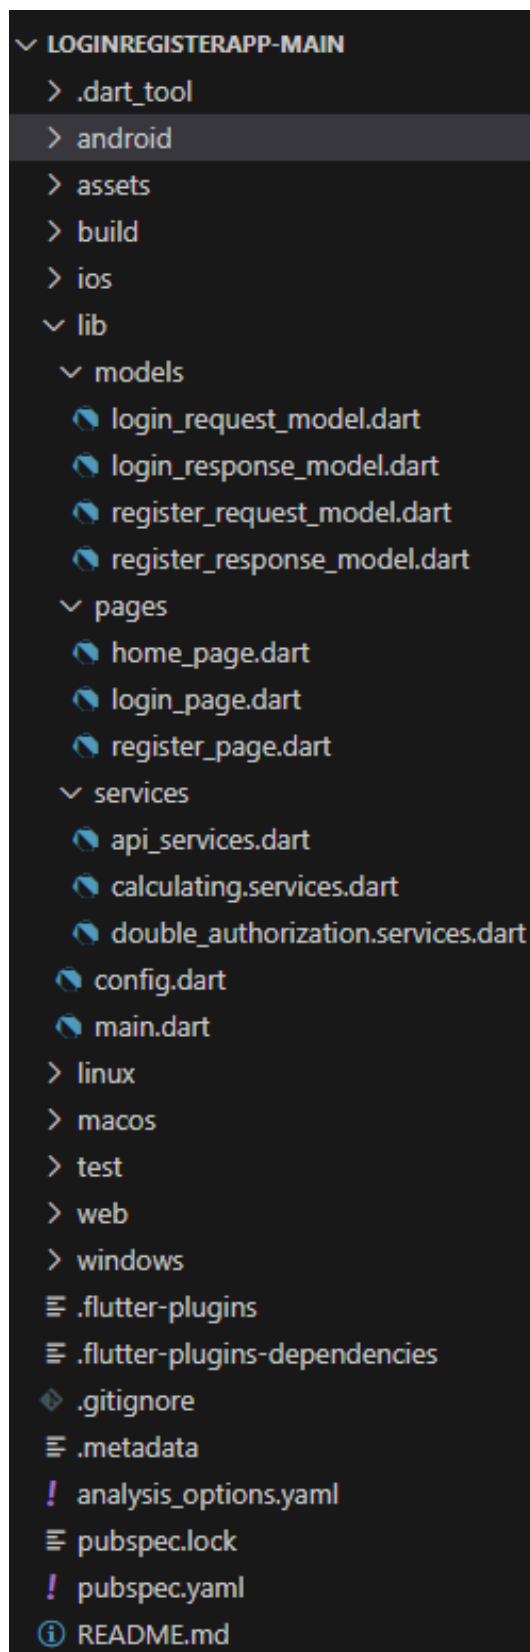 LOGINREGISTERAPP-MAIN
.dart_tool
android
assets
build
ios
lib
models
login_request_model.dart
login_response_model.dart
register_request_model.dart
register_response_model.dart
pages
home_page.dart
login_page.dart
register_page.dart
services
api_services.dart
calculating.services.dart
double_authorization.services.dart
config.dart
main.dart
linux
macos
test
web
windows
.flutter-plugins
.flutter-plugins-dependencies
.gitignore
.metadata
analysis_options.yaml
pubspec.lock
pubspec.yaml
README.md